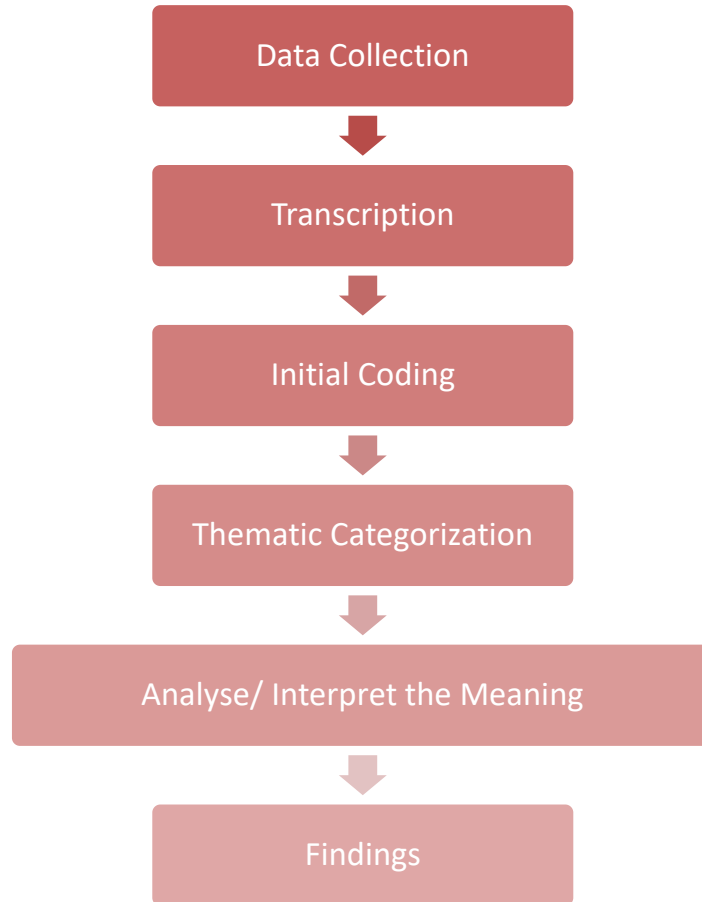 Data Collection
Transcription
Initial Coding
Thematic Categorization
Analyse/ Interpret the Meaning
Findings